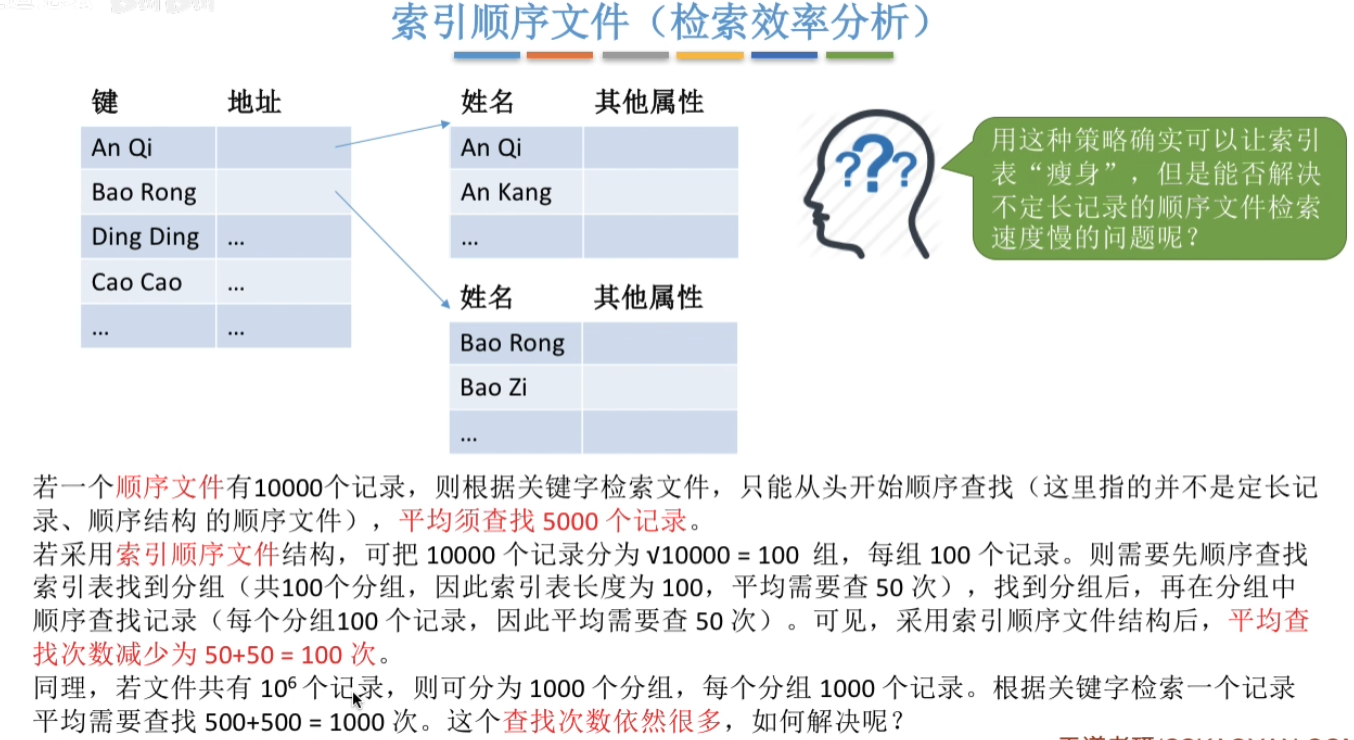 索引顺序文件（检索效率分析）
键 地址
An Qi
Bao Rong
Ding Ding ...
Cao Cao ...
... ...
姓名 其他属性
An Qi
An Kang
...
姓名 其他属性
Bao Rong
Bao Zi
...
???
用这种策略确实可以让索引
表“瘦身”，但是能否解决
不定长记录的顺序文件检索
速度慢的问题呢？
若一个顺序文件有10000个记录，则根据关键字检索文件，只能从头开始顺序查找（这里指的并不是定长记
录、顺序结构 的顺序文件），平均须查找 5000 个记录。
若采用索引顺序文件结构，可把 10000 个记录分为 √10000 = 100 组，每组 100 个记录。则需要先顺序查找
索引表找到分组（共100个分组，因此索引表长度为 100，平均需要查 50 次），找到分组后，再在分组中
顺序查找记录（每个分组100 个记录，因此平均需要查 50 次）。可见，采用索引顺序文件结构后，平均查
找次数减少为 50+50 = 100 次。
同理，若文件共有 10⁶ 个记录，则可分为 1000 个分组，每个分组 1000 个记录。根据关键字检索一个记录
平均需要查找 500+500 = 1000 次。这个查找次数依然很多，如何解决呢？